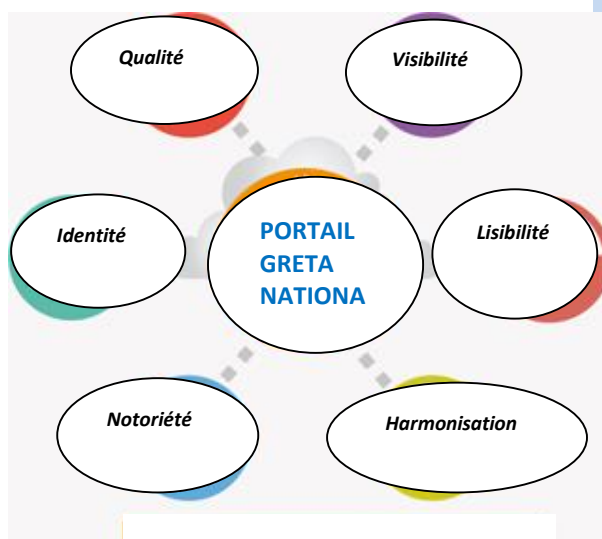 Qualité
Visibilité
Identité
PORTAIL
GRETA
NATIONA
Lisibilité
Notoriété
Harmonisation